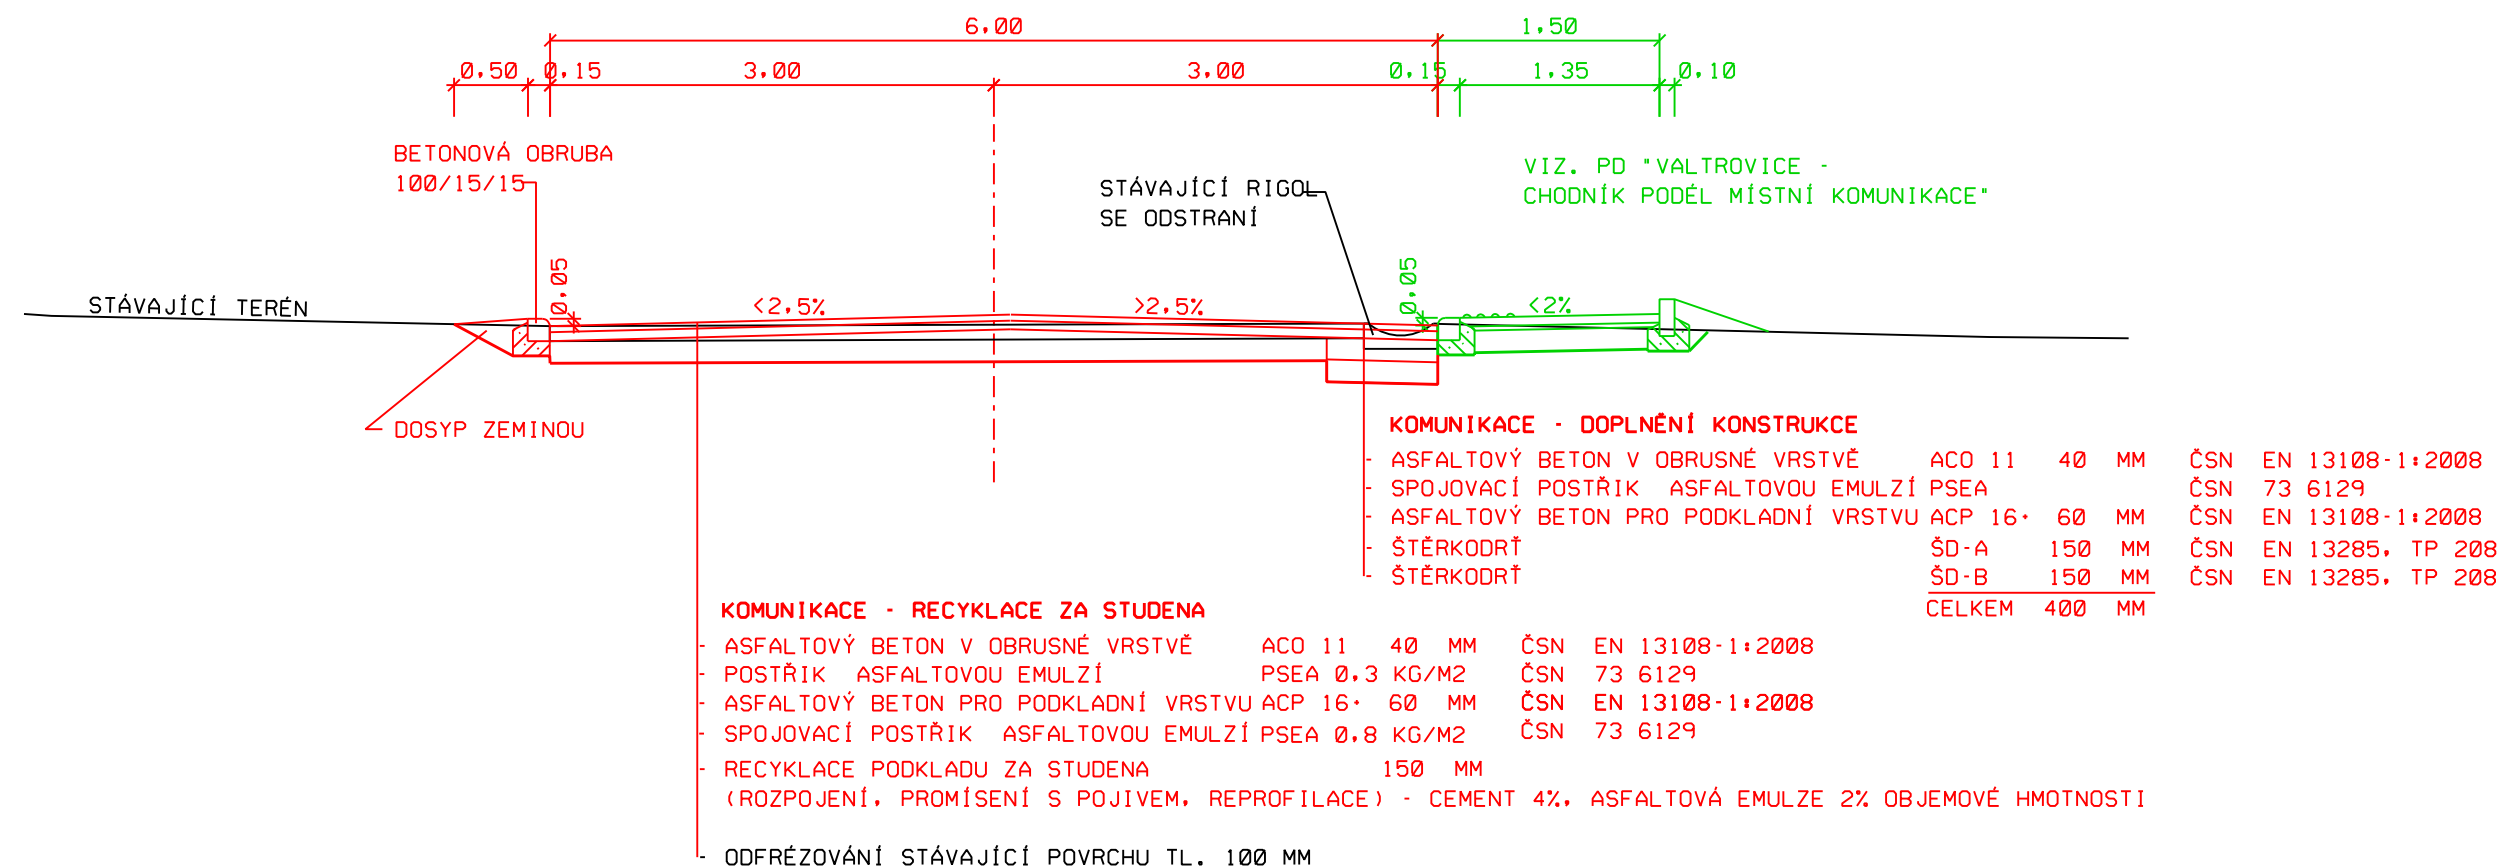 6,00
1,50
0,50 0,15 3,00 3,00 0,15 1,35 0,10
BETONOVÁ OBRUBA
100/15/15
STÁVAJÍCÍ RIGOL
SE ODSTRANÍ
VIZ. PD "VALTROVICE -
CHODNÍK PODÉL MÍSTNÍ KOMUNIKACE"
STÁVAJÍCÍ TERÉN
0,05
<2,5%
>2,5%
0,05
<2%
DOSYP ZEMINOU
KOMUNIKACE - DOPLNĚNÍ KONSTRUKCE
- ASFALTOVÝ BETON V OBRUSNÉ VRSTVĚ ACO 11 40 MM ČSN EN 13108-1:2008
- SPOJOVACÍ POSTŘIK ASFALTOVOU EMULZÍ PSEA ČSN 73 6129
- ASFALTOVÝ BETON PRO PODKLADNÍ VRSTVU ACP 16+ 60 MM ČSN EN 13108-1:2008
- ŠTĚRKODRŤ ŠD-A 150 MM ČSN EN 13285, TP 208
- ŠTĚRKODRŤ ŠD-B 150 MM ČSN EN 13285, TP 208
CELKEM 400 MM
KOMUNIKACE - RECYKLACE ZA STUDENA
- ASFALTOVÝ BETON V OBRUSNÉ VRSTVĚ ACO 11 40 MM ČSN EN 13108-1:2008
- POSTŘIK ASFALTOVOU EMULZÍ PSEA 0,3 KG/M2 ČSN 73 6129
- ASFALTOVÝ BETON PRO PODKLADNÍ VRSTVU ACP 16+ 60 MM ČSN EN 13108-1:2008
- SPOJOVACÍ POSTŘIK ASFALTOVOU EMULZÍ PSEA 0,8 KG/M2 ČSN 73 6129
- RECYKLACE PODKLADU ZA STUDENA 150 MM
(ROZPOJENÍ, PROMÍSENÍ S POJIVEM, REPROFILACE) - CEMENT 4%, ASFALTOVÁ EMULZE 2% OBJEMOVÉ HMOTNOSTI
- ODFRÉZOVÁNÍ STÁVAJÍCÍ POVRCHU TL. 100 MM